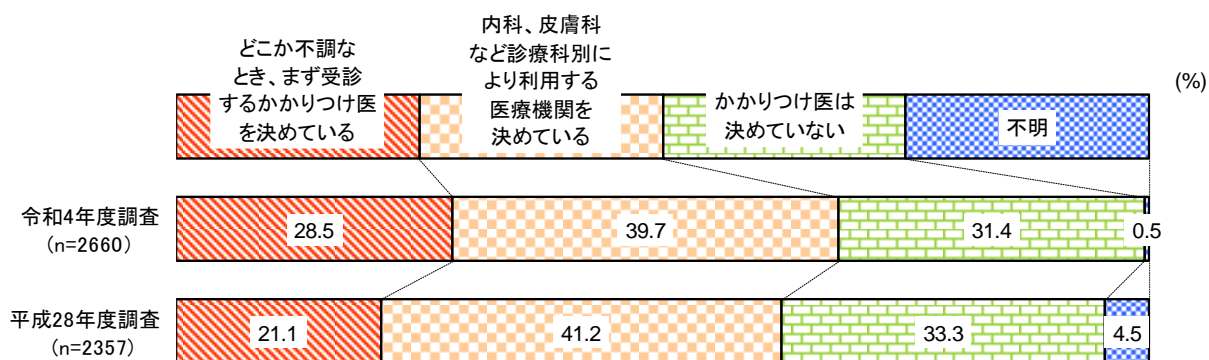 どこか不調な
とき、まず受診
するかかりつけ医
を決めている
内科、皮膚科
など診療科別に
より利用する
医療機関を
決めている
かかりつけ医は
決めていない
不明
(%)
令和4年度調査
(n=2660)
28.5
39.7
31.4
0.5
平成28年度調査
(n=2357)
21.1
41.2
33.3
4.5